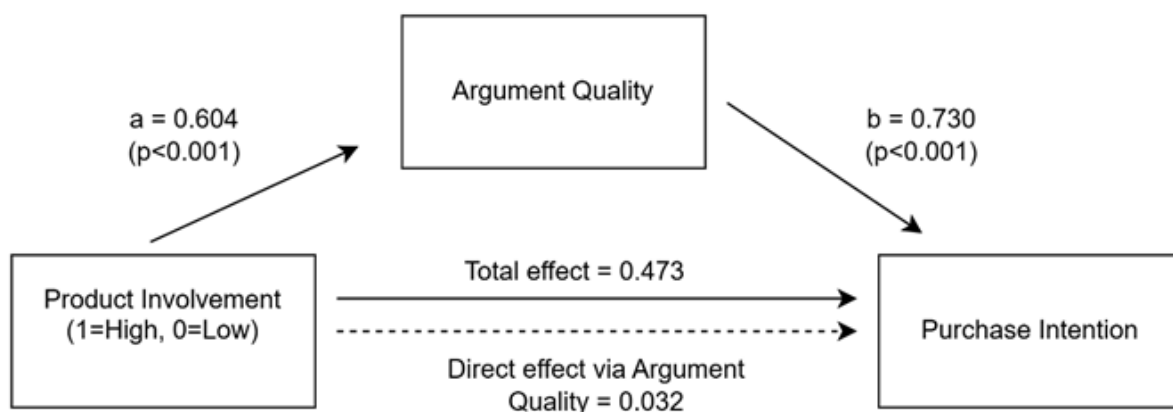 Argument Quality
a = 0.604
(p<0.001)
b = 0.730
(p<0.001)
Product Involvement
(1=High, 0=Low)
Total effect = 0.473
Direct effect via Argument
Quality = 0.032
Purchase Intention